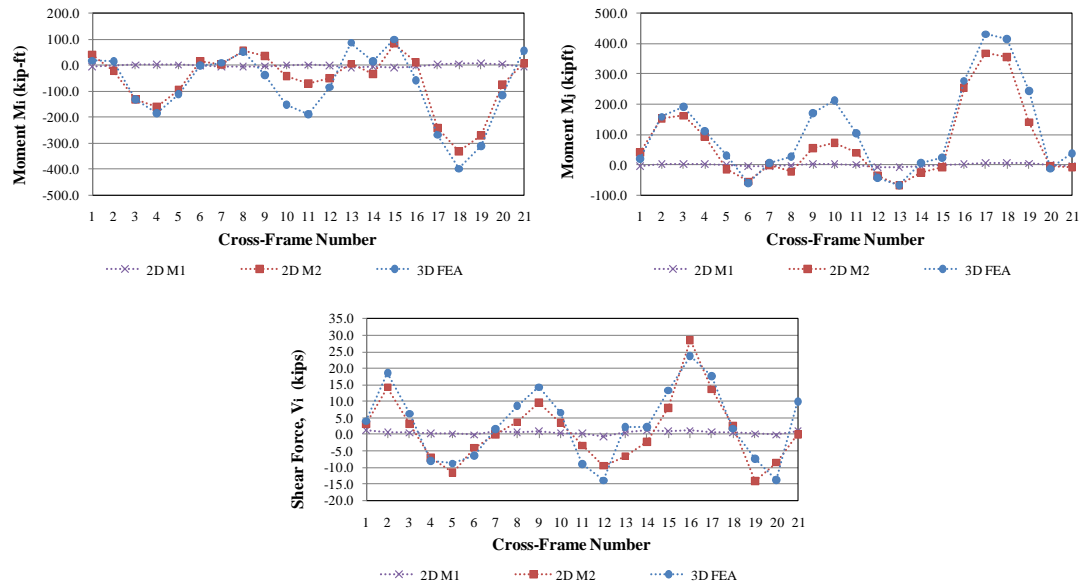 200.0
100.0
0.0
-100.0
-200.0
-300.0
-400.0
-500.0
Moment Mi (kip-ft)
1 2 3 4 5 6 7 8 9 10 11 12 13 14 15 16 17 18 19 20 21
Cross-Frame Number
2D M1 2D M2 3D FEA
500.0
400.0
300.0
200.0
100.0
0.0
-100.0
Moment Mj (kipft)
1 2 3 4 5 6 7 8 9 10 11 12 13 14 15 16 17 18 19 20 21
Cross-Frame Number
2D M1 2D M2 3D FEA
35.0
30.0
25.0
20.0
15.0
10.0
5.0
0.0
-5.0
-10.0
-15.0
-20.0
Shear Force, Vi (kips)
1 2 3 4 5 6 7 8 9 10 11 12 13 14 15 16 17 18 19 20 21
Cross-Frame Number
2D M1 2D M2 3D FEA